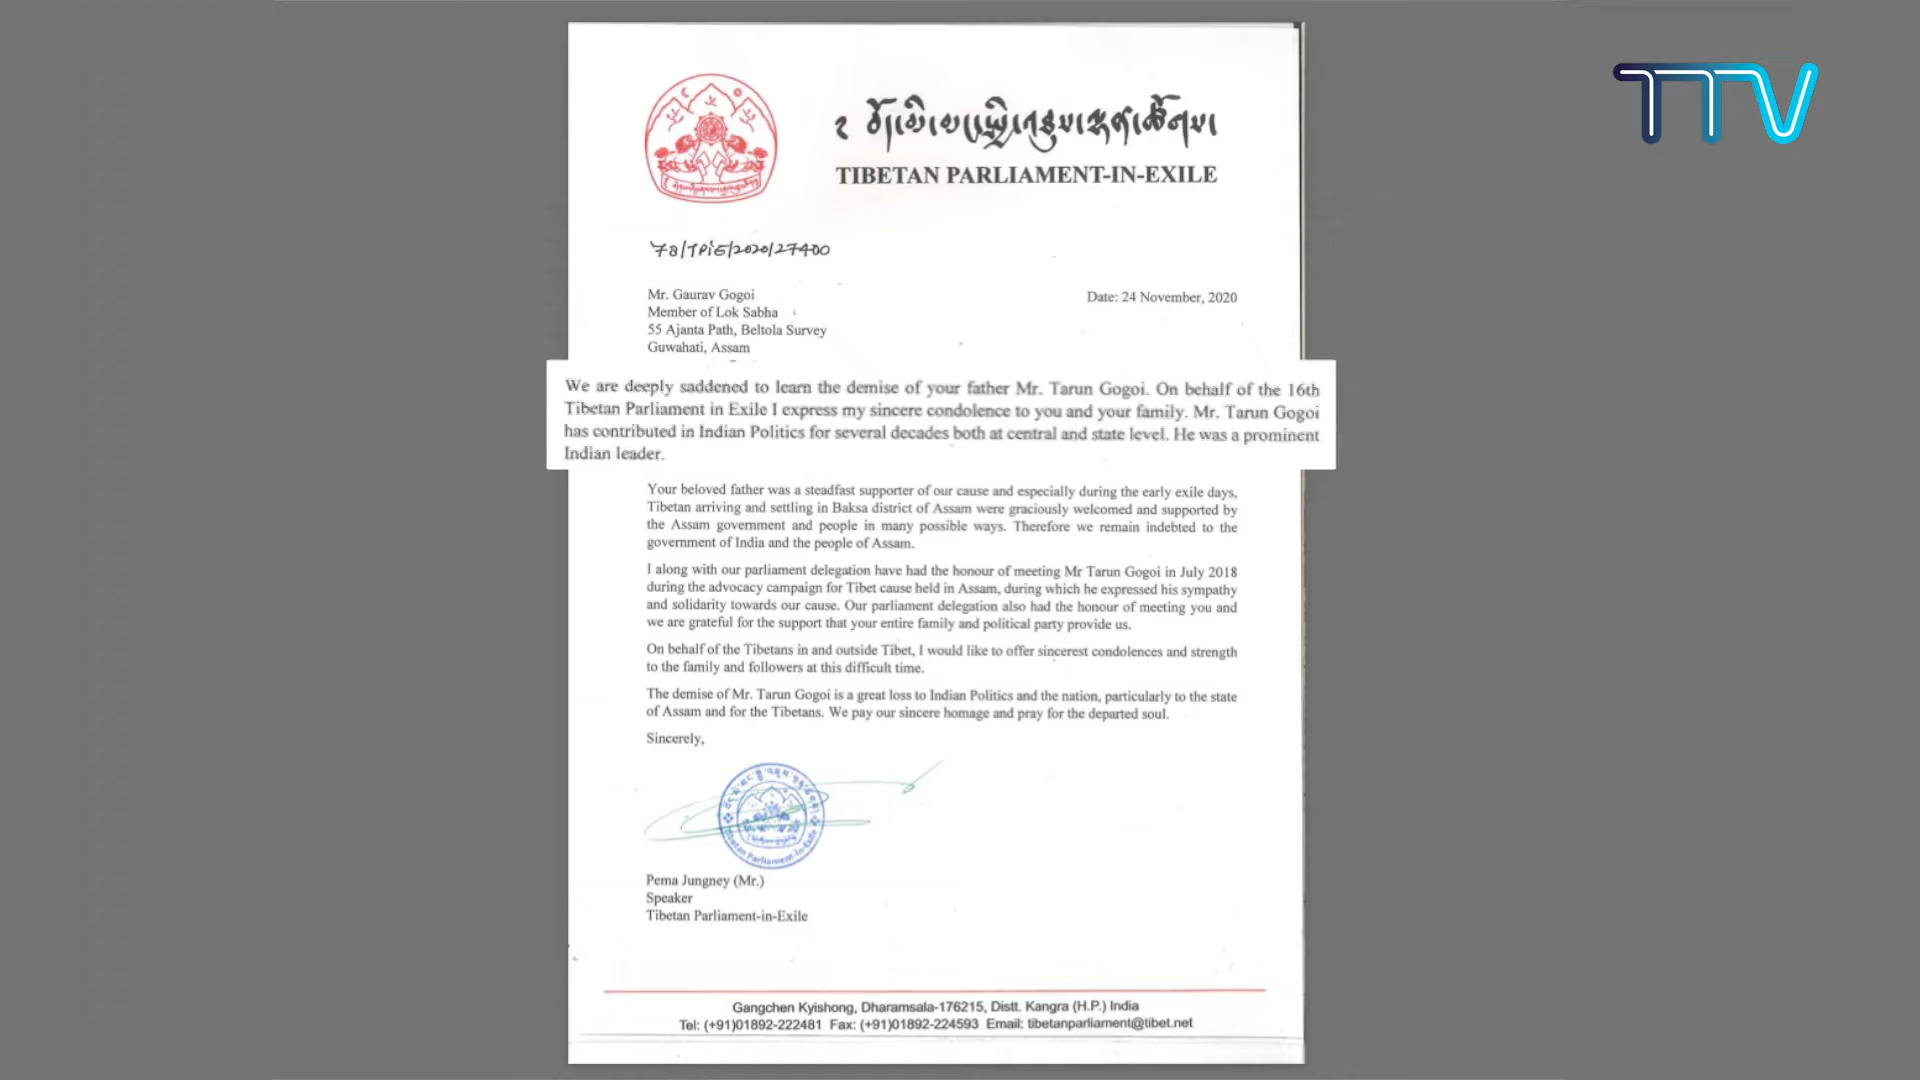 TTV
༄ བོད་མི་མང་སྤྱི་འཐུས་ལྷན་ཚོགས།
TIBETAN PARLIAMENT-IN-EXILE
78/TPiE/2020/27400
Mr. Gaurav Gogoi
Date: 24 November, 2020
Member of Lok Sabha
55 Ajanta Path, Beltola Survey
Guwahati, Assam
We are deeply saddened to learn the demise of your father Mr. Tarun Gogoi. On behalf of the 16th
Tibetan Parliament in Exile I express my sincere condolence to you and your family. Mr. Tarun Gogoi
has contributed in Indian Politics for several decades both at central and state level. He was a prominent
Indian leader.
Your beloved father was a steadfast supporter of our cause and especially during the early exile days,
Tibetan arriving and settling in Baksa district of Assam were graciously welcomed and supported by
the Assam government and people in many possible ways. Therefore we remain indebted to the
government of India and the people of Assam.
I along with our parliament delegation have had the honour of meeting Mr Tarun Gogoi in July 2018
during the advocacy campaign for Tibet cause held in Assam, during which he expressed his sympathy
and solidarity towards our cause. Our parliament delegation also had the honour of meeting you and
we are grateful for the support that your entire family and political party provide us.
On behalf of the Tibetans in and outside Tibet, I would like to offer sincerest condolences and strength
to the family and followers at this difficult time.
The demise of Mr. Tarun Gogoi is a great loss to Indian Politics and the nation, particularly to the state
of Assam and for the Tibetans. We pay our sincere homage and pray for the departed soul.
Sincerely,
Tibetan Parliament-in-Exile
Pema Jungney (Mr.)
Speaker
Tibetan Parliament-in-Exile
Gangchen Kyishong, Dharamsala-176215, Distt. Kangra (H.P.) India
Tel: (+91)01892-222481 Fax: (+91)01892-224593 Email: tibetanparliament@tibet.net